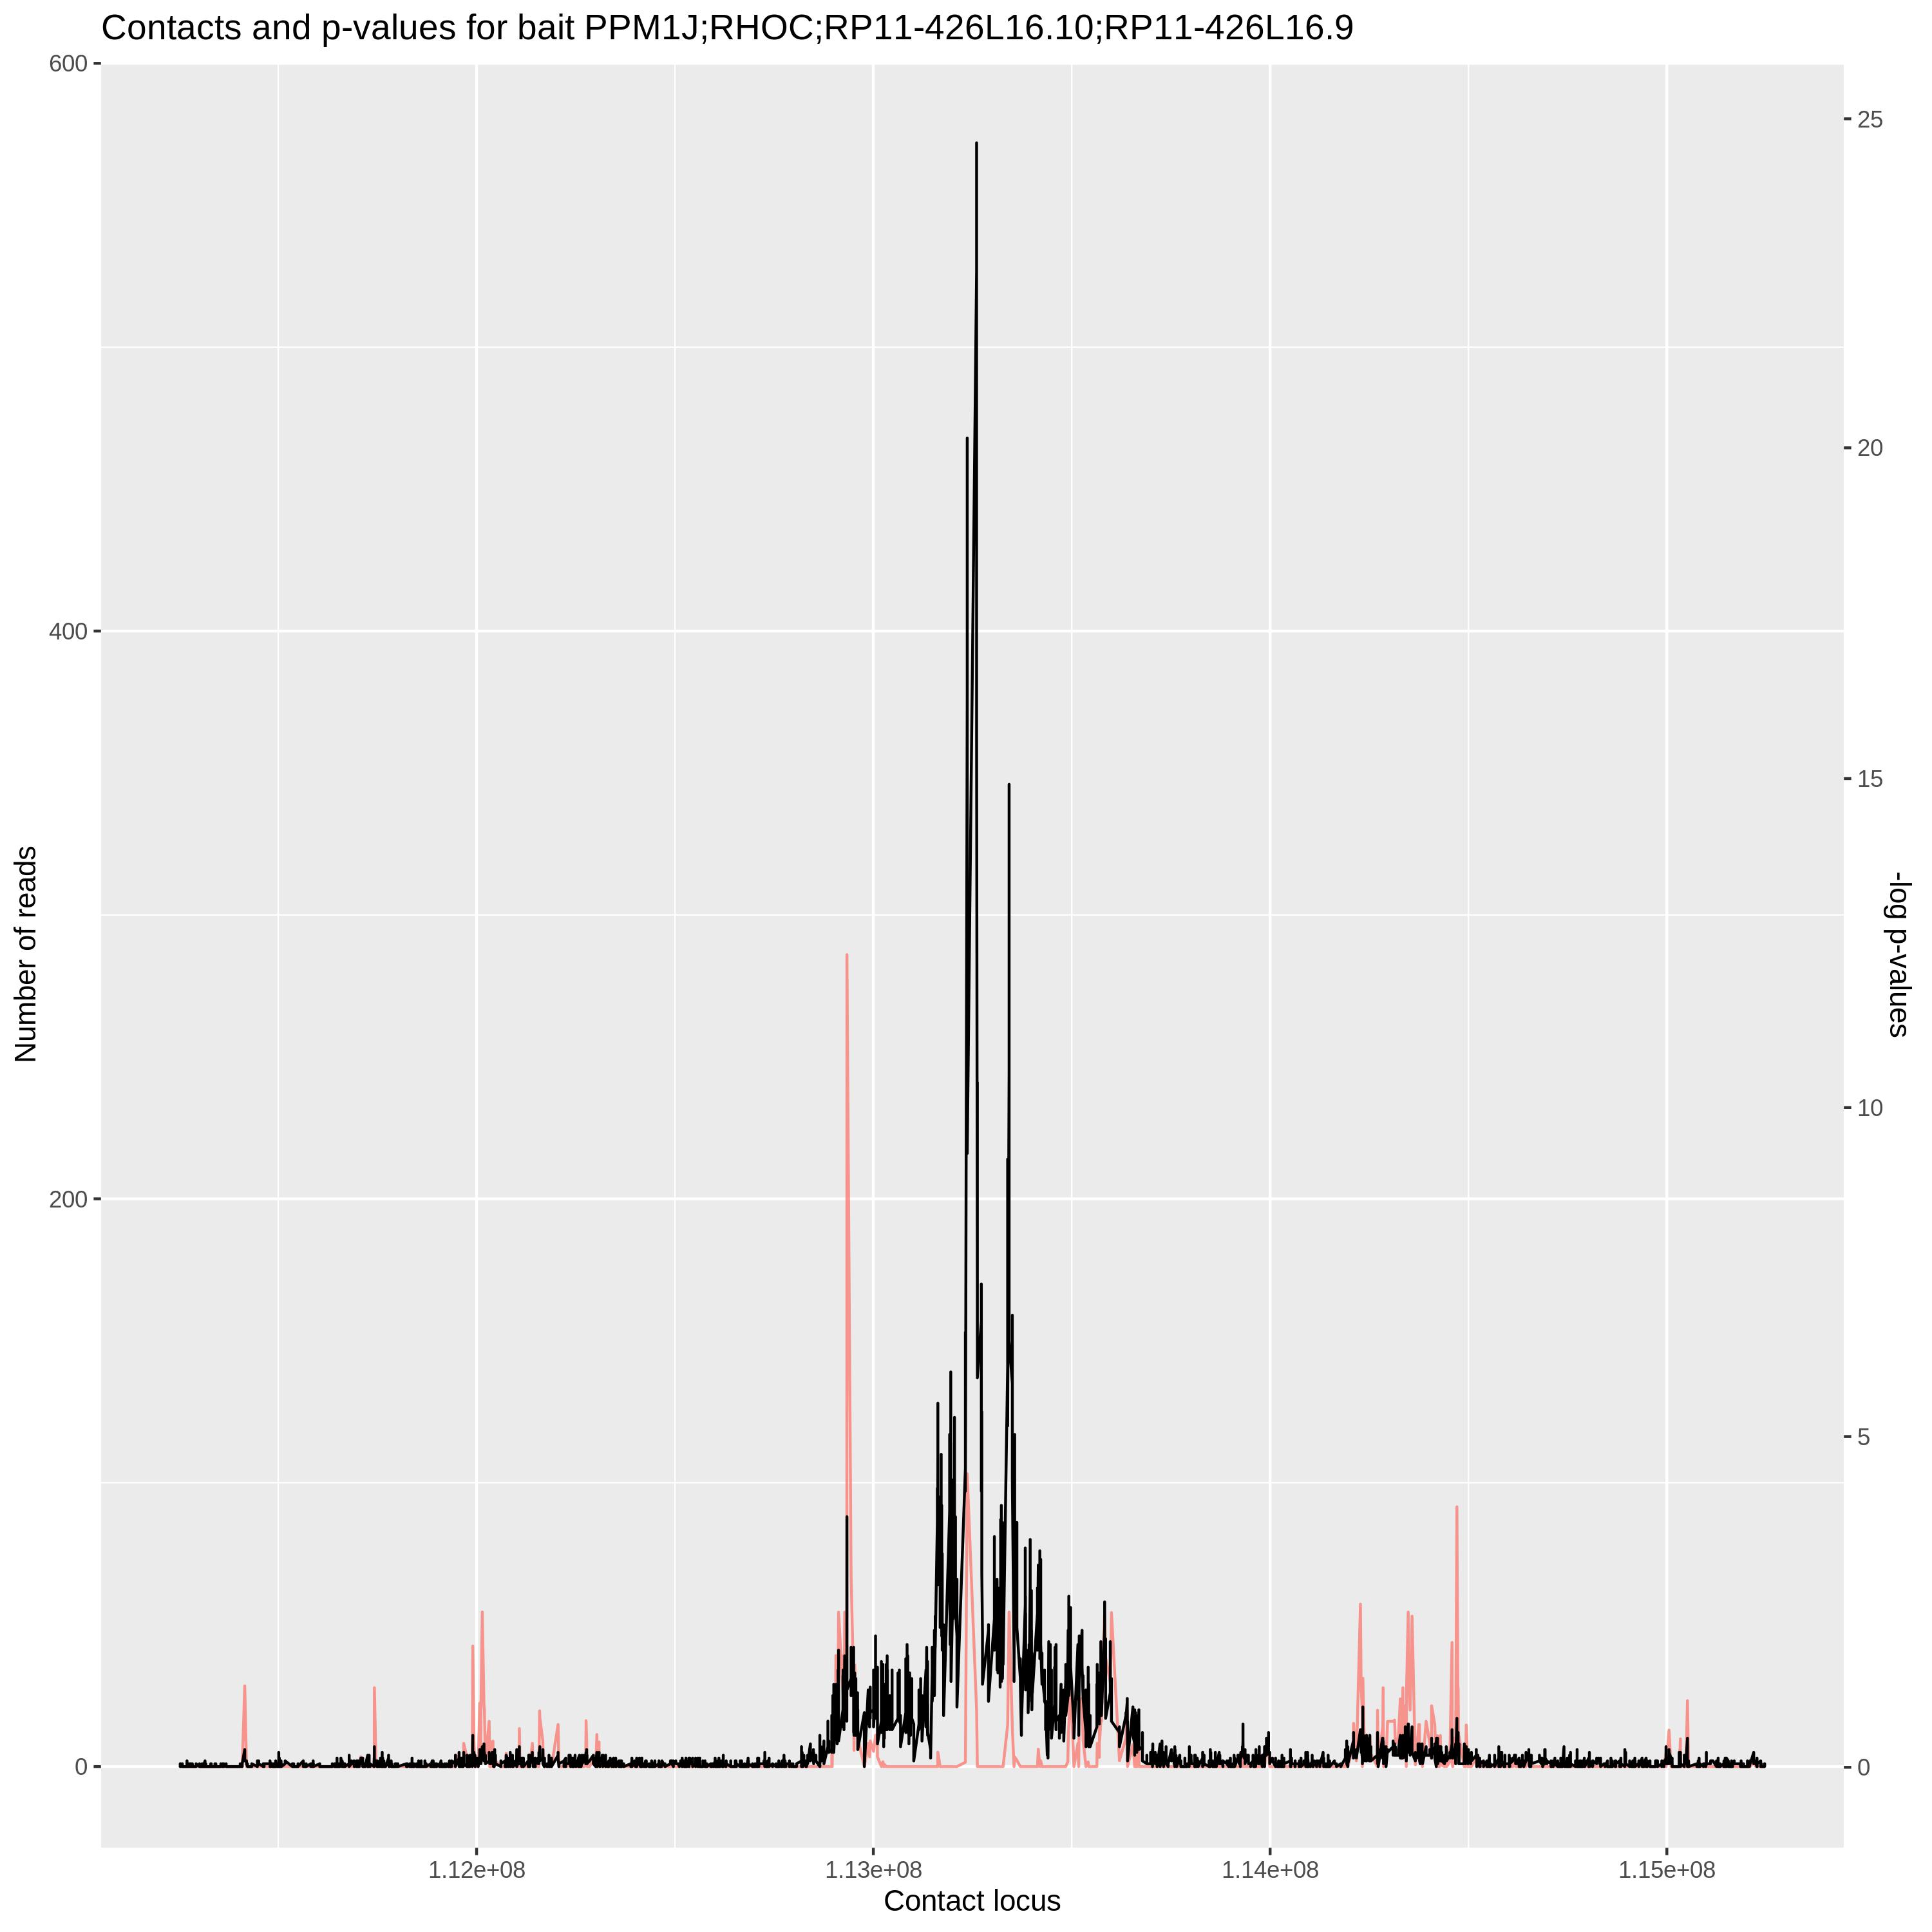 Contacts and p-values for bait PPM1J;RHOC;RP11-426L16.10;RP11-426L16.9
600
400
200
0
Number of reads
25
20
15
10
5
0
-log p-values
1.12e+08
1.13e+08
1.14e+08
1.15e+08
Contact locus